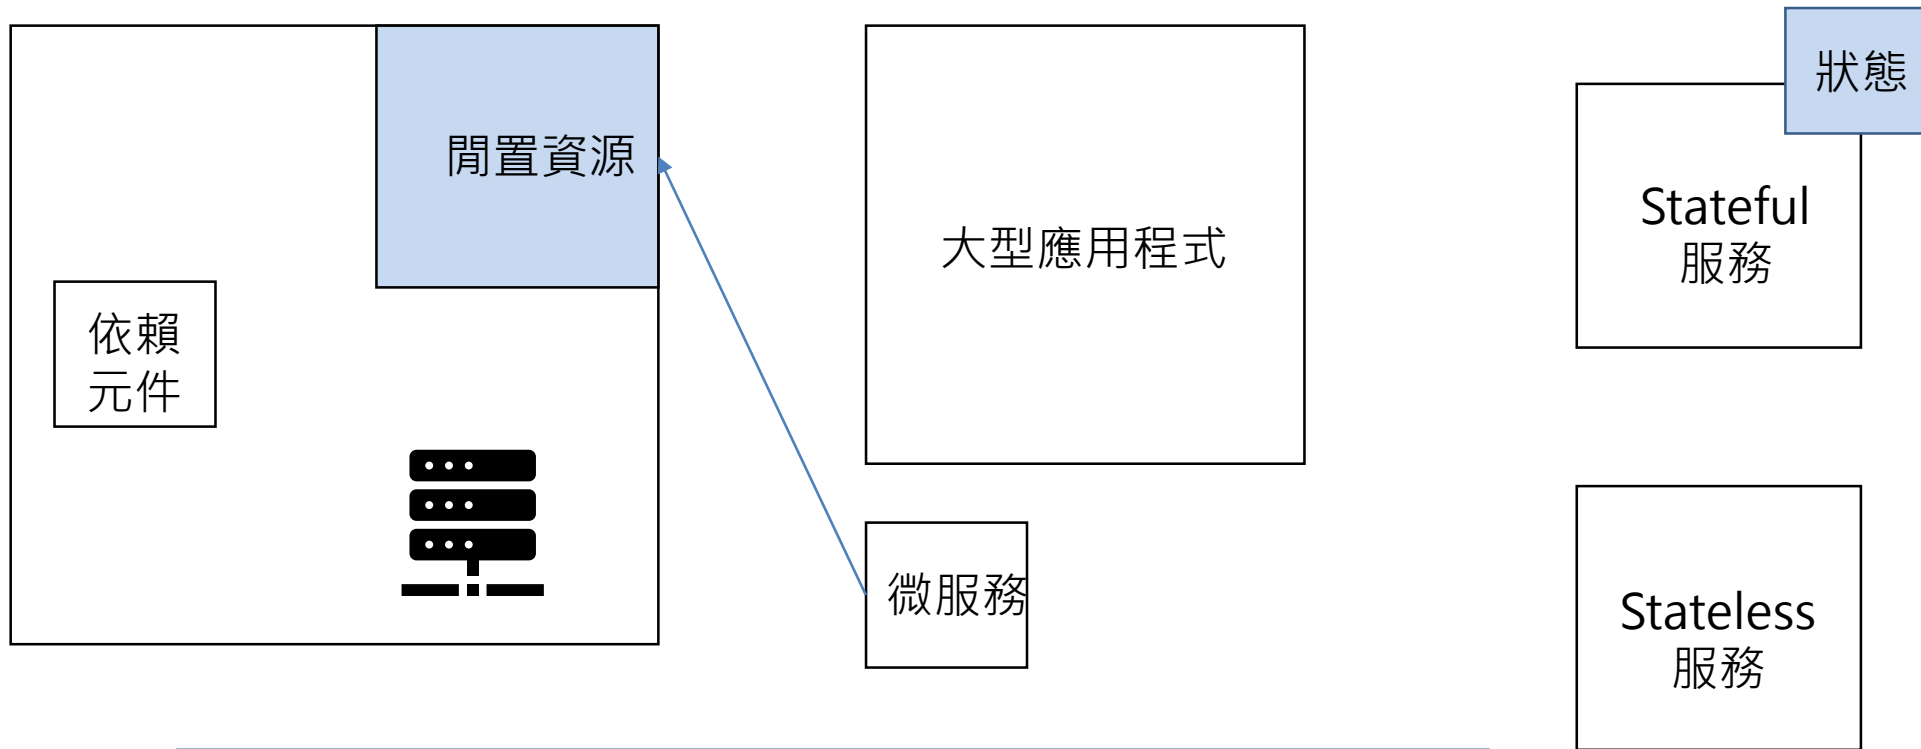 閒置資源
依賴
元件
大型應用程式
微服務
狀態
Stateful
服務
Stateless
服務